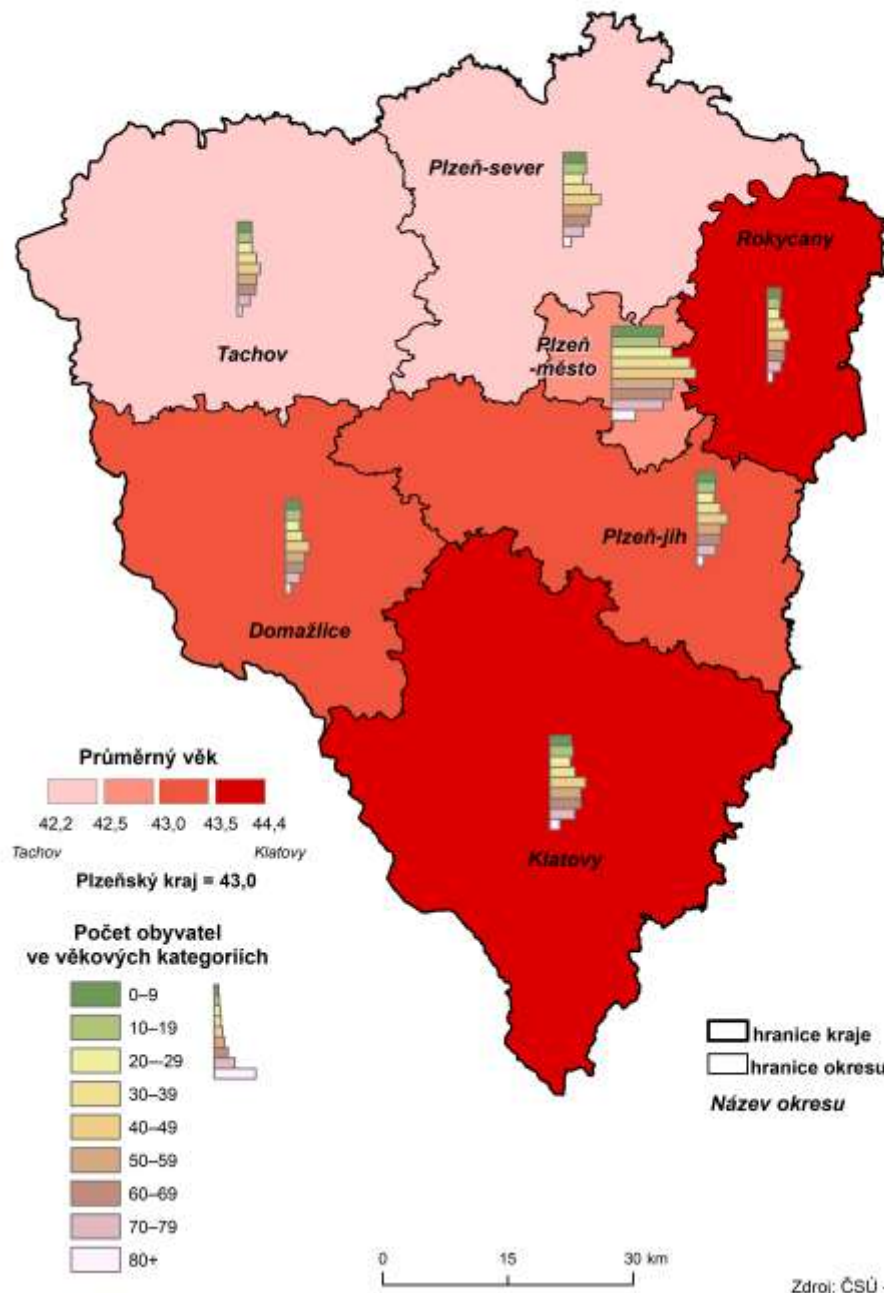 Plzeň-sever
Rokycany
Tachov
Plzeň
-město
Plzeň-jih
Domažlice
Klatovy
Průměrný věk
42,2 42,5 43,0 43,5 44,4
Tachov Klatovy
Plzeňský kraj = 43,0
Počet obyvatel
ve věkových kategoriích
0–9
10–19
20–29
30–39
40–49
50–59
60–69
70–79
80+
hranice kraje
hranice okresu
Název okresu
0 15 30 km
Zdroj: ČSÚ